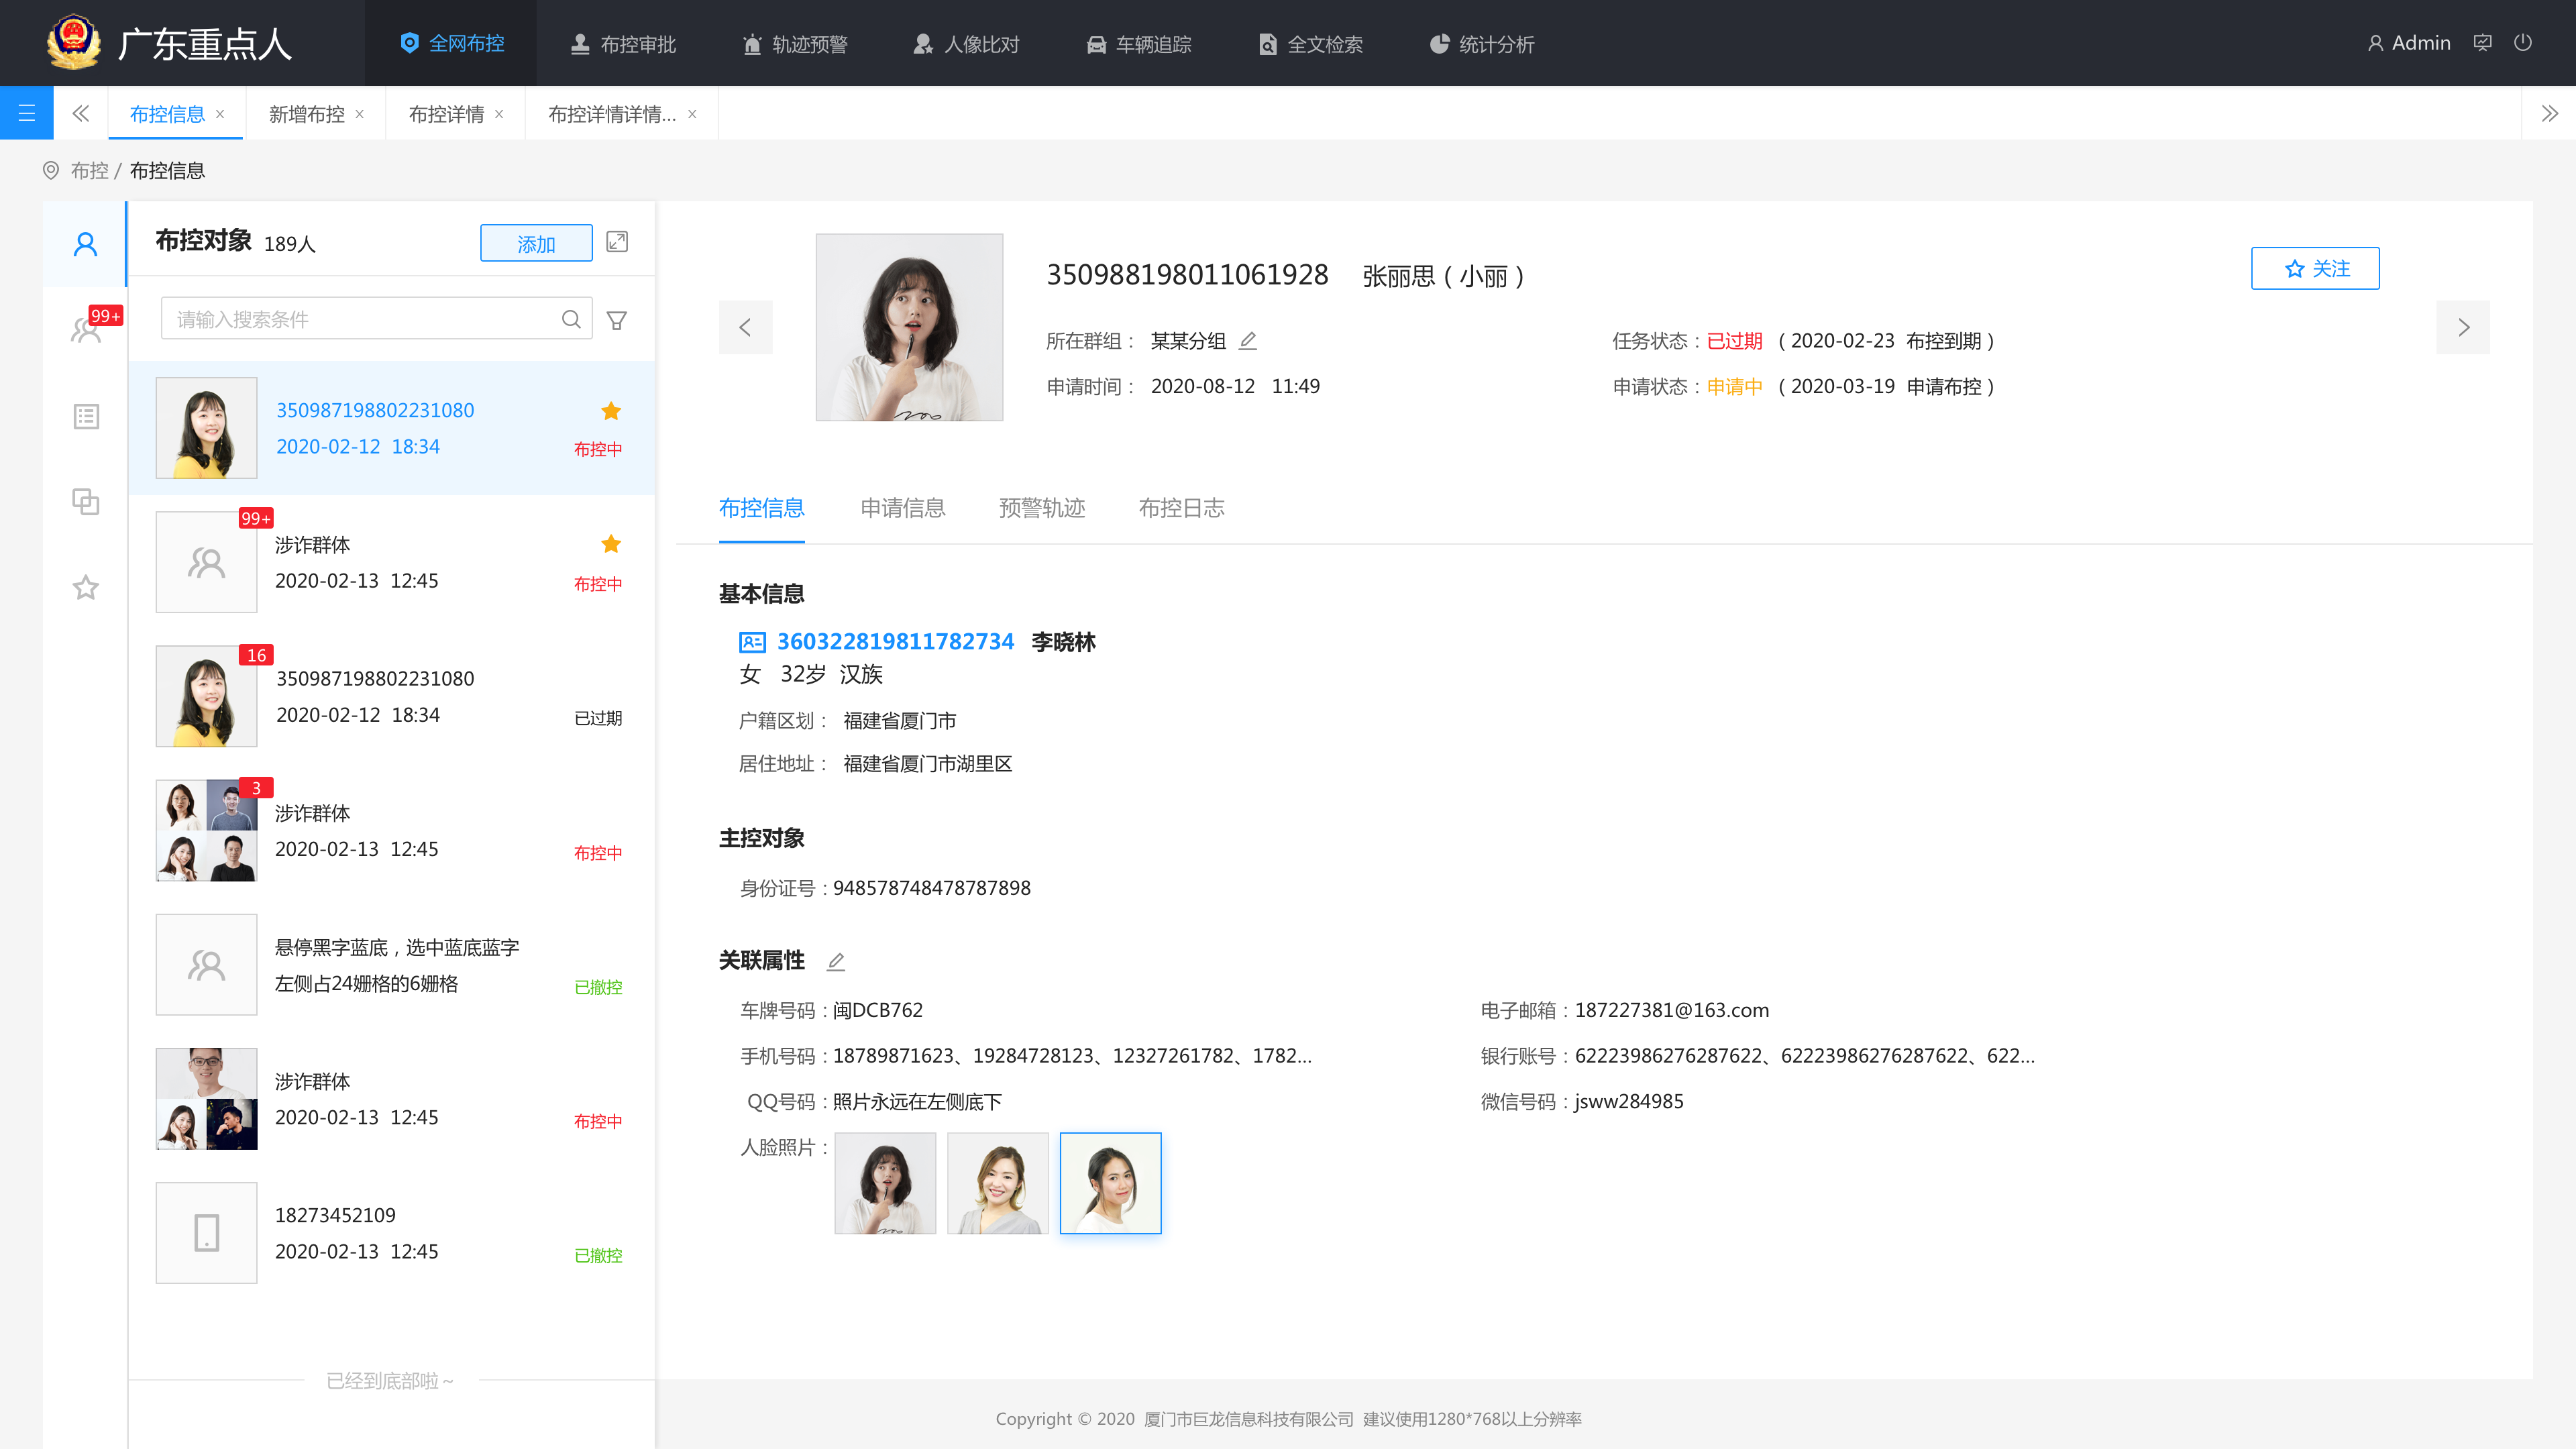 广东重点人
全网布控 布控审批 轨迹预警 人像比对 车辆追踪 全文检索 统计分析
Admin
布控信息 × 新增布控 × 布控详情 × 布控详情详情... ×
布控 / 布控信息
99+
布控对象 189人 添加
请输入搜索条件
350987198802231080
2020-02-12 18:34 布控中
99+
涉诈群体
2020-02-13 12:45 布控中
16
350987198802231080
2020-02-12 18:34 已过期
3
涉诈群体
2020-02-13 12:45 布控中
悬停黑字蓝底，选中蓝底蓝字
左侧占24姗格的6姗格 已撤控
涉诈群体
2020-02-13 12:45 布控中
18273452109
2020-02-13 12:45 已撤控
已经到底部啦~
350988198011061928 张丽思（小丽） 关注
所在群组： 某某分组 任务状态：已过期（2020-02-23 布控到期）
申请时间： 2020-08-12 11:49 申请状态：申请中（2020-03-19 申请布控）
布控信息 申请信息 预警轨迹 布控日志
基本信息
360322819811782734 李晓林
女 32岁 汉族
户籍区划： 福建省厦门市
居住地址： 福建省厦门市湖里区
主控对象
身份证号：948578748478787898
关联属性
车牌号码：闽DCB762 电子邮箱：187227381@163.com
手机号码：18789871623、19284728123、12327261782、1782... 银行账号：62223986276287622、62223986276287622、622...
QQ号码：照片永远在左侧底下 微信号码：jsww284985
人脸照片：
Copyright © 2020 厦门市巨龙信息科技有限公司 建议使用1280*768以上分辨率